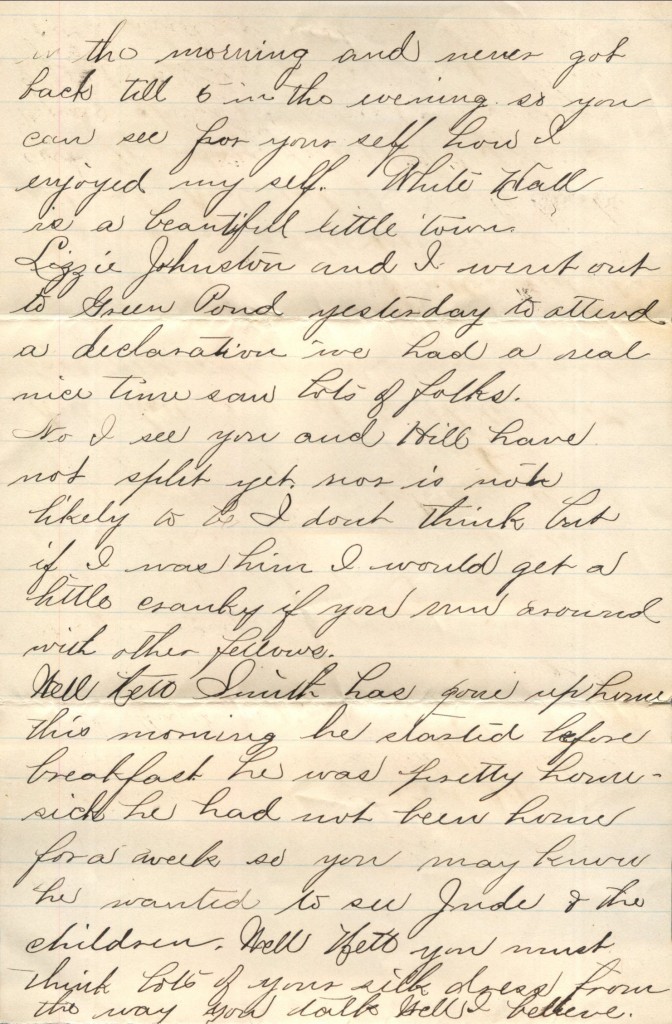 in the morning and never got
back till 5 in the evening so you
can see for your self how I
enjoyed my self. White Hall
is a beautiful little town.
Lizzie Johnston and I went out
to Green Pond yesterday to attend
a declaration we had a real
nice time saw lots of folks.
No I see you and Will have
not split yet. nor is not
likely to be I dont think but
if I was him I would get a
little cranky if you run around
with other fellows.
Well Hett Smith has gone up home
this morning he started before
breakfast he was pretty home-
sick he had not been home
for a week so you may know
he wanted to see Jude & the
children. Well Hett you must
think lots of your silk dress from
the way you talk Well I believe.